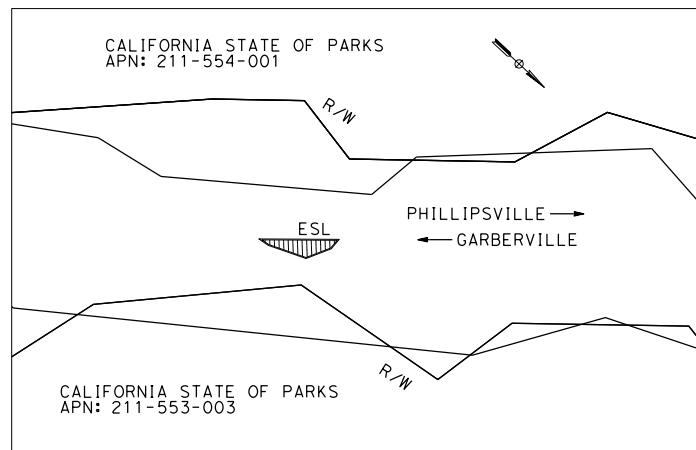 CALIFORNIA STATE OF PARKS
APN: 211-554-001
R/W
PHILLIPSVILLE
ESL
GARBERVILLE
R/W
CALIFORNIA STATE OF PARKS
APN: 211-553-003